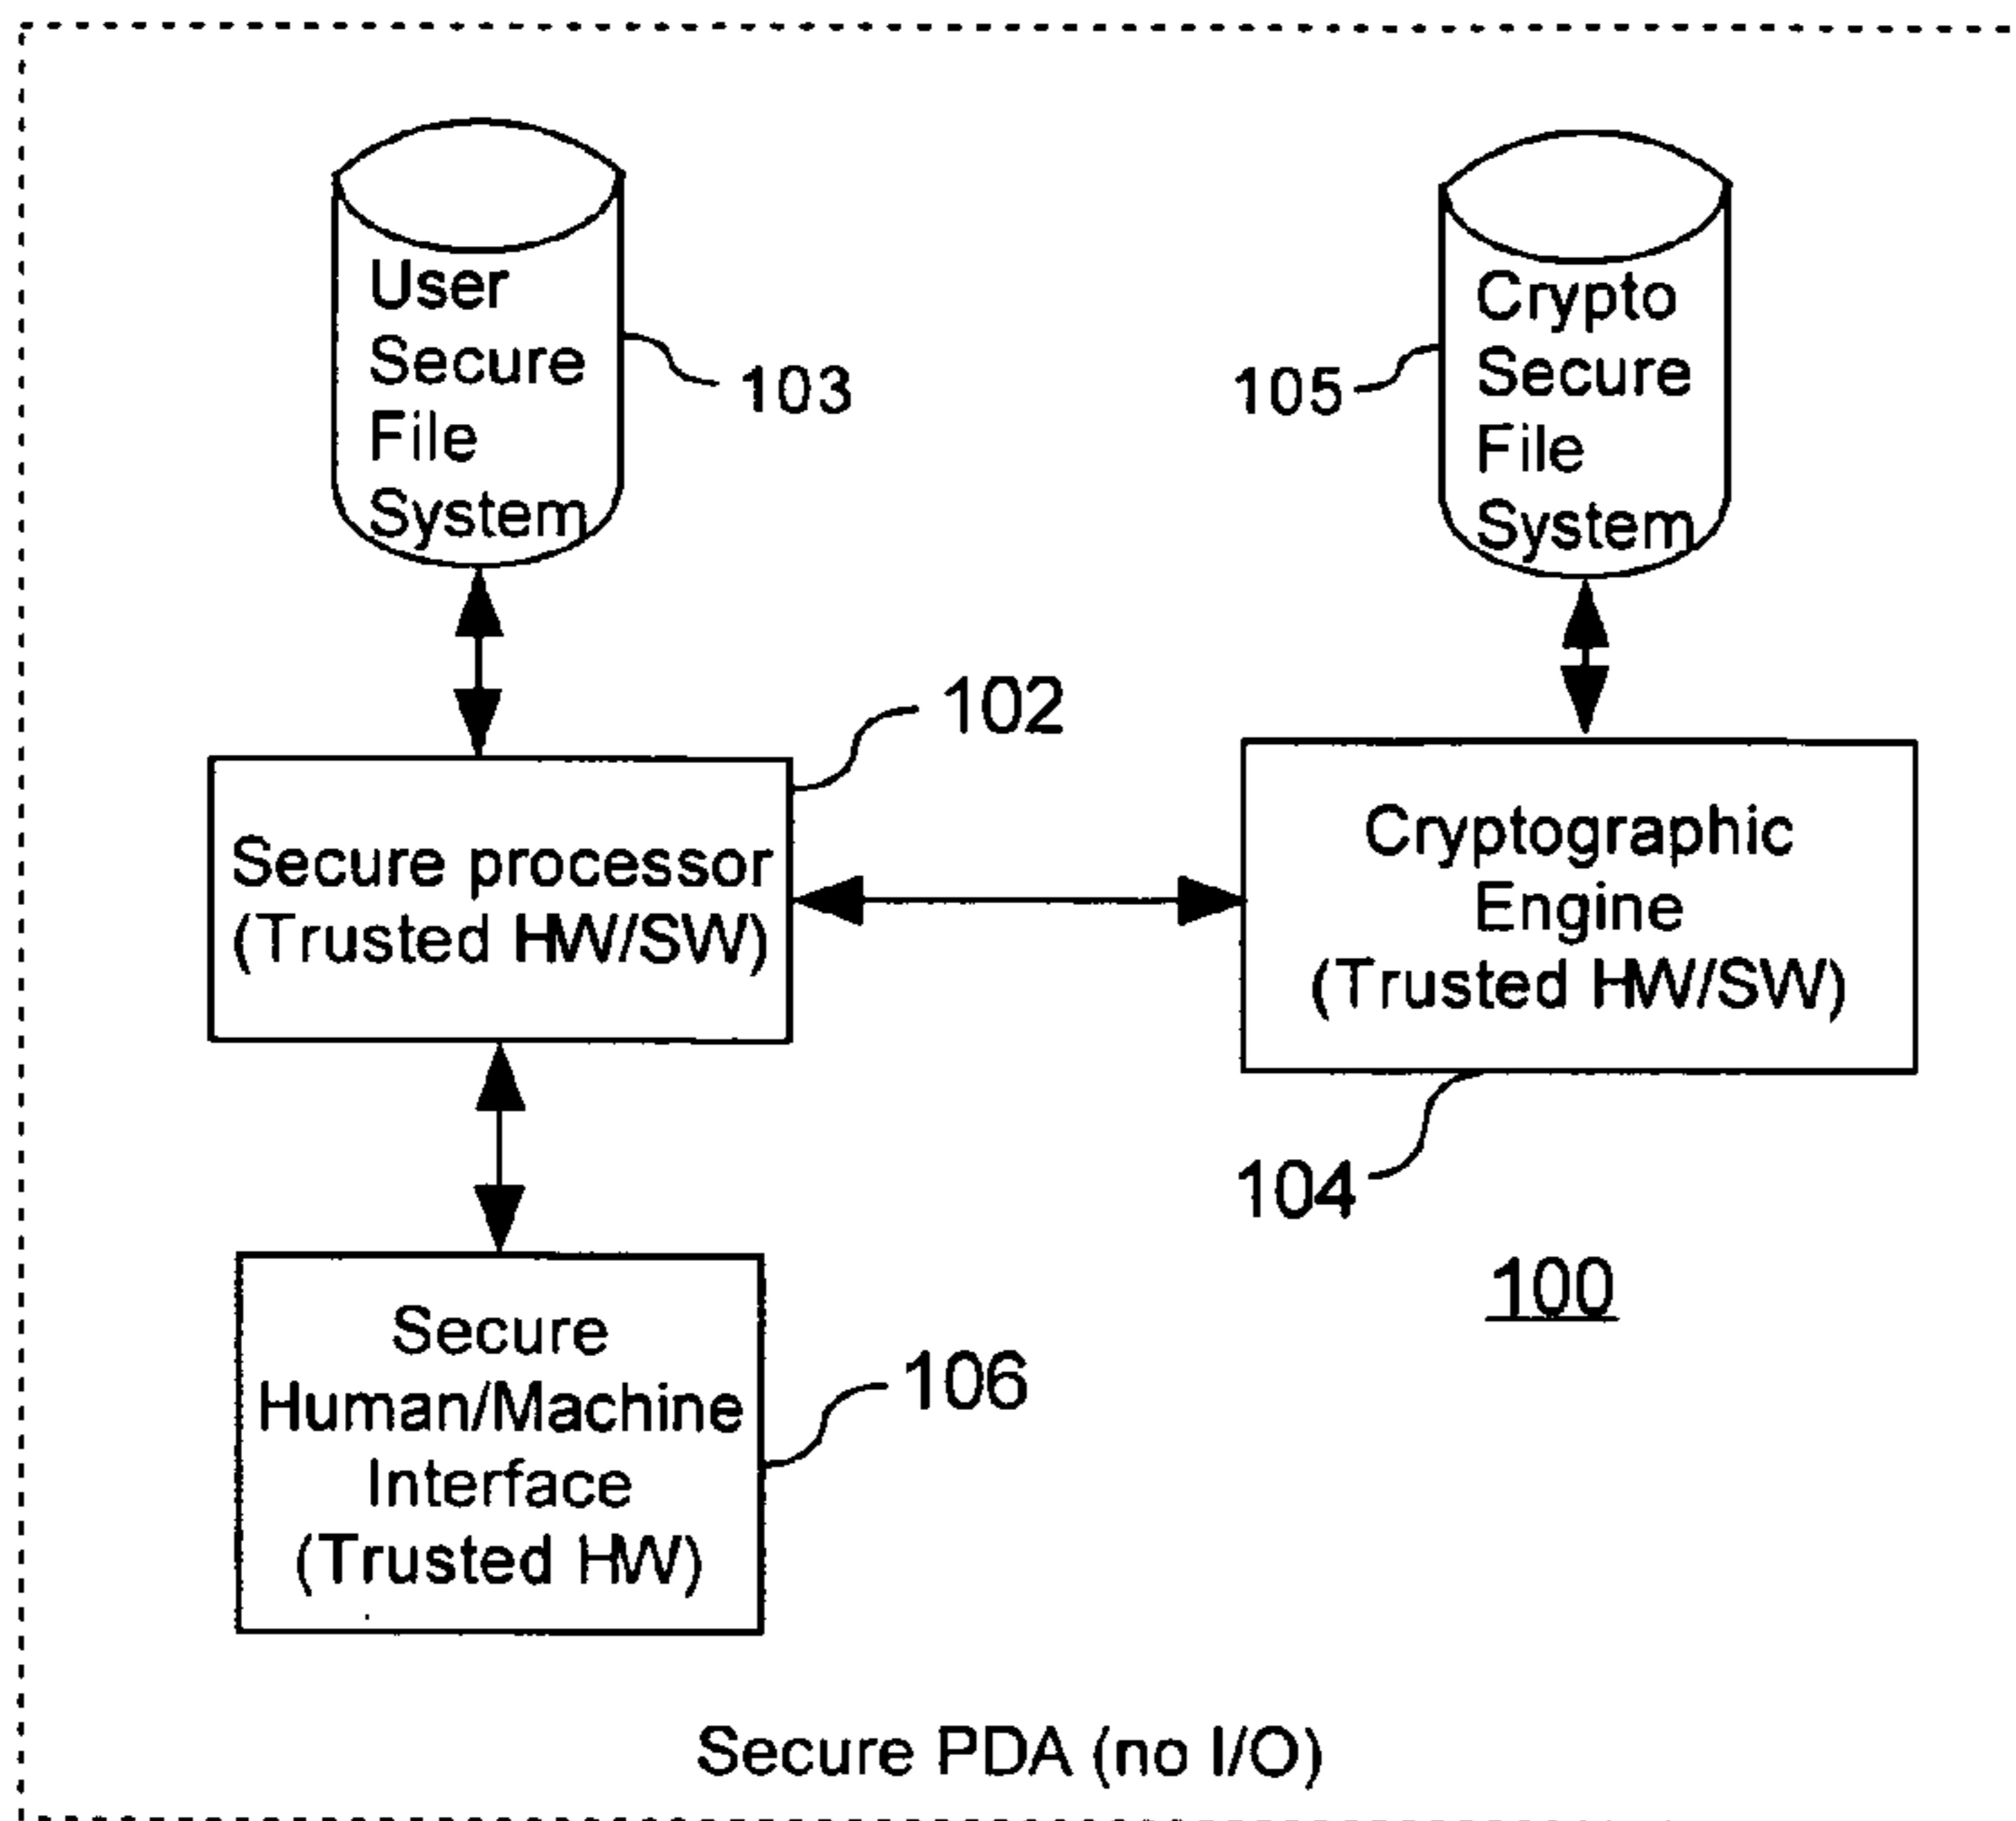 User
Secure
File
System
103
105
Crypto
Secure
File
System
102
Secure processor
(Trusted HW/SW)
Cryptographic
Engine
(Trusted HW/SW)
104
100
Secure
Human/Machine
Interface
(Trusted HW)
106
Secure PDA (no I/O)